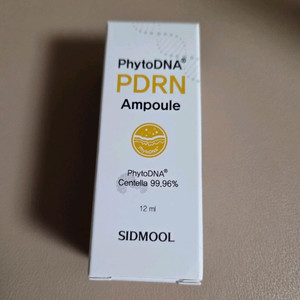 PhytoDNA®
PDRN
Ampoule
PhytoDNA®
Centella 99,96%
12 ml
SIDMOOL